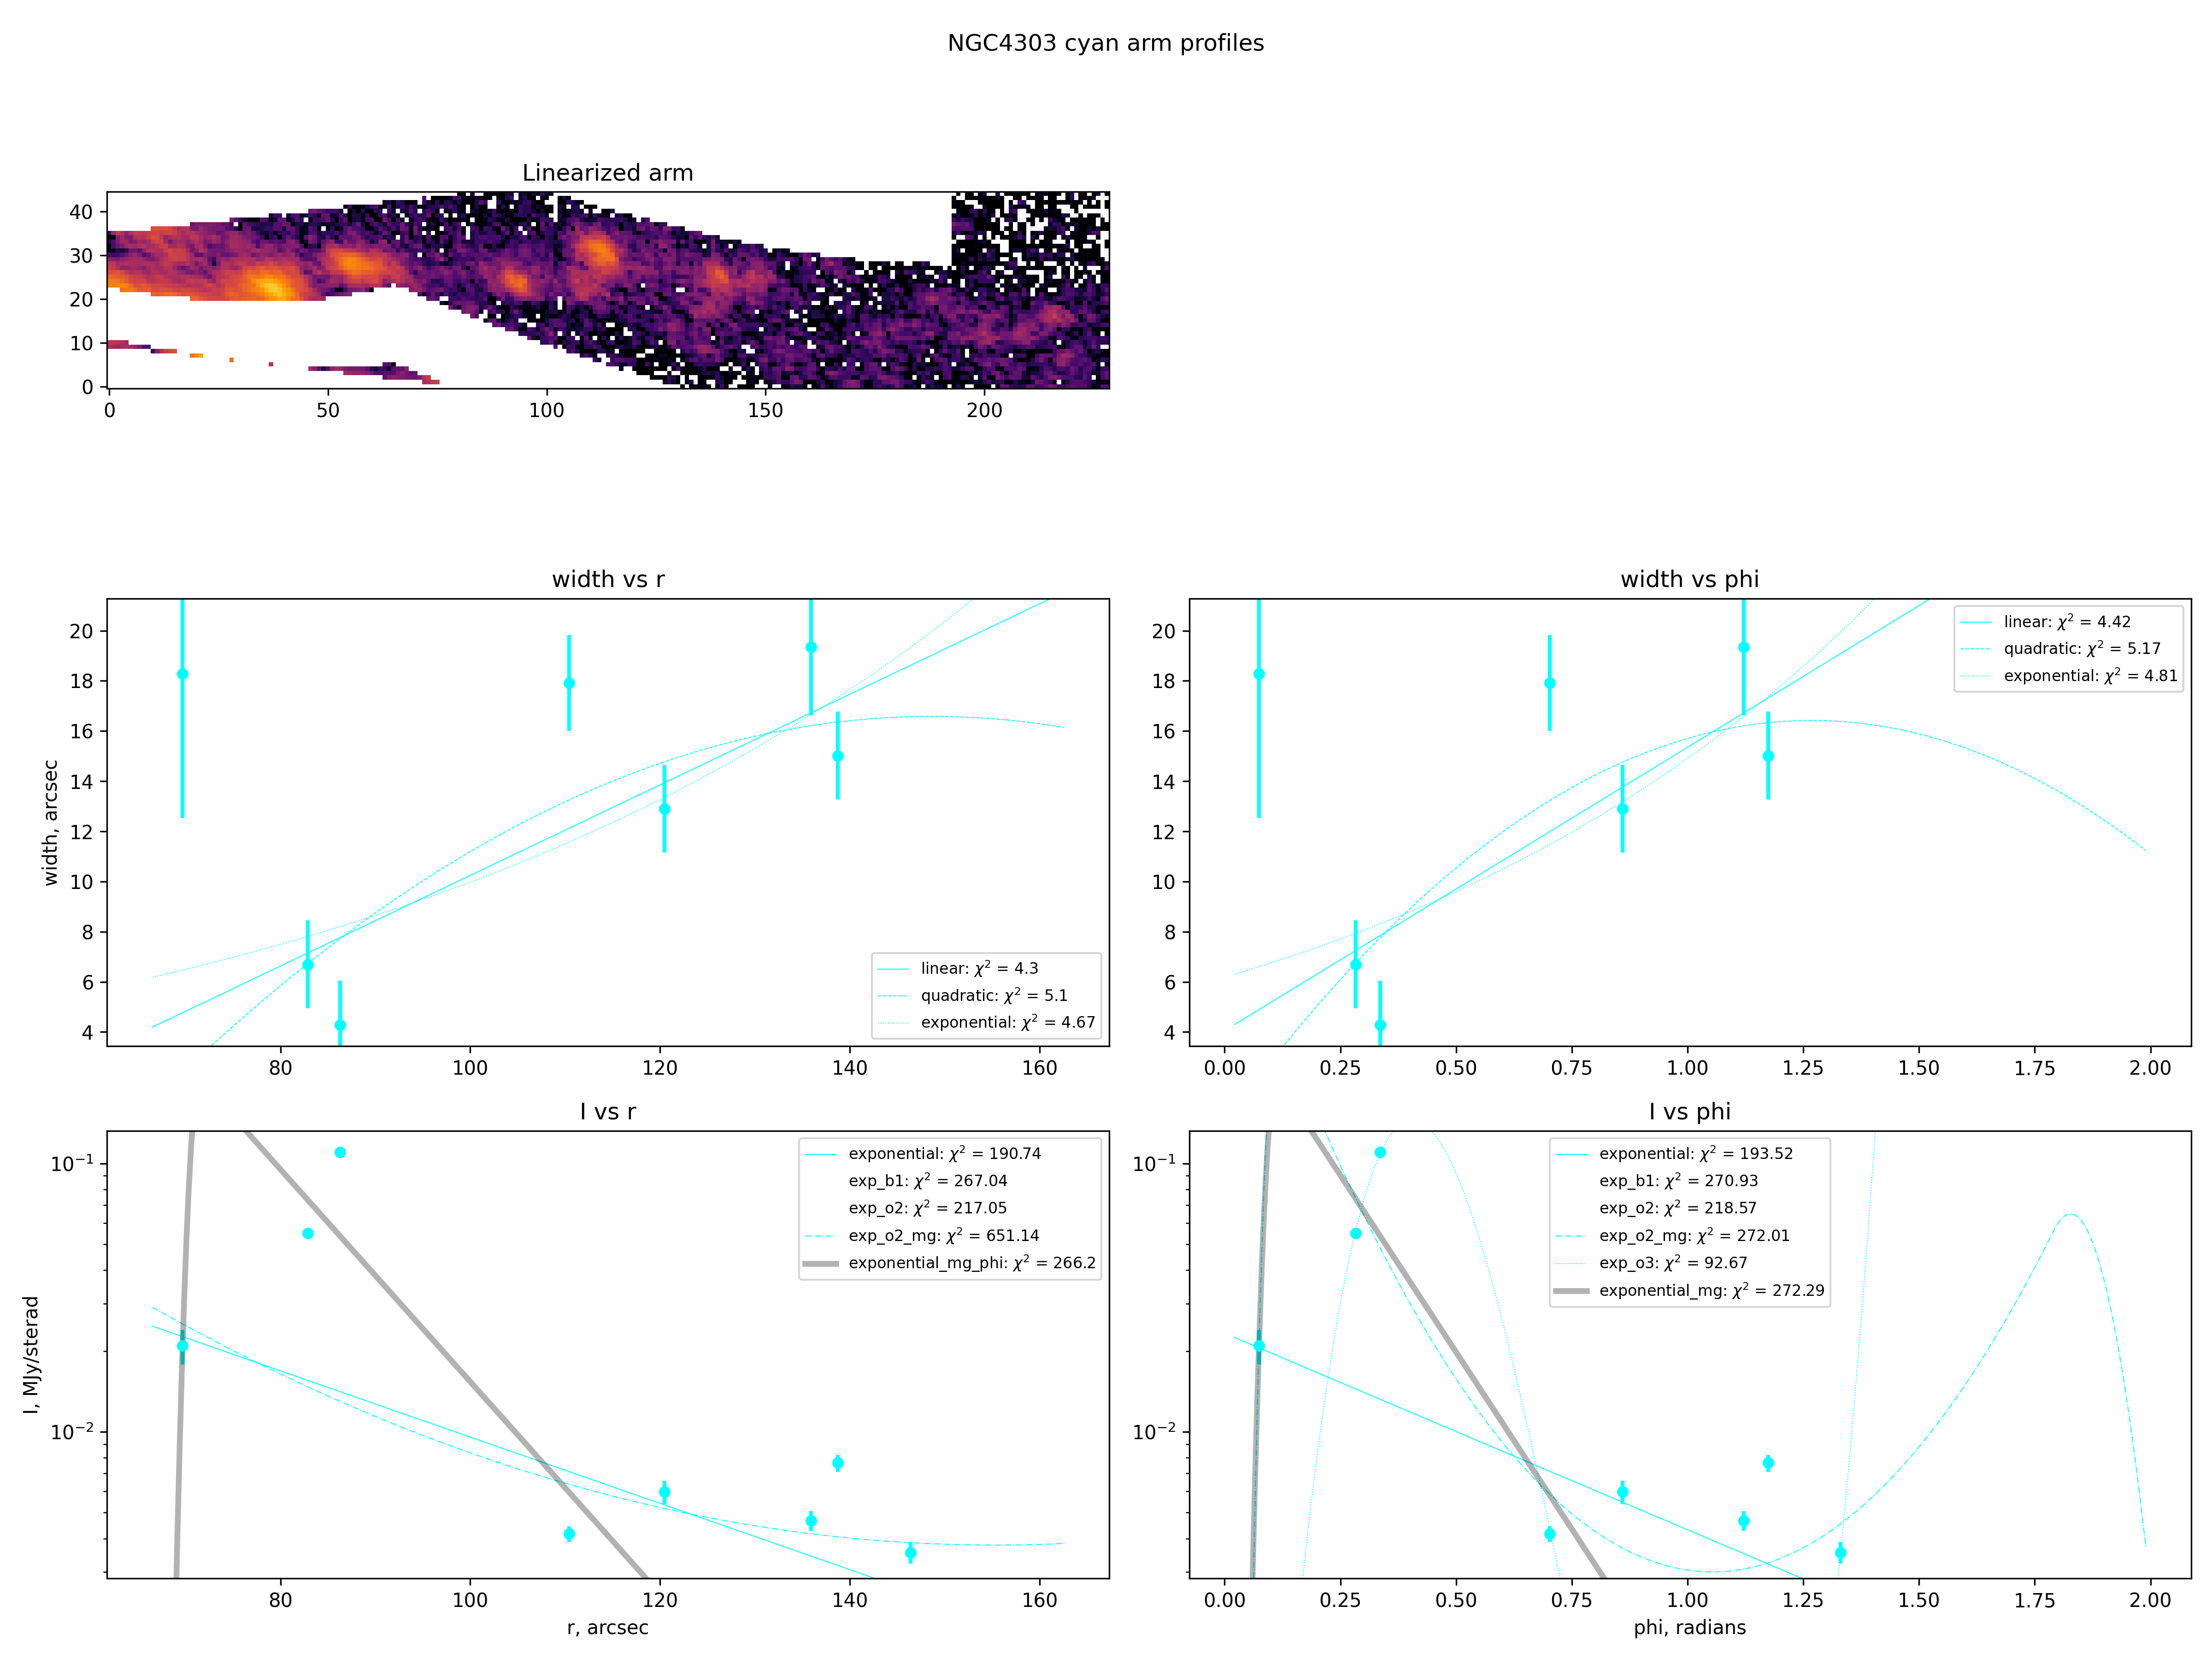 NGC4303 cyan arm profiles
Linearized arm
40
30
20
10
0
0 50 100 150 200
width vs r
width, arcsec
20
18
16
14
12
10
8
6
4
80 100 120 140 160
linear: χ² = 4.3
quadratic: χ² = 5.1
exponential: χ² = 4.67
width vs phi
20
18
16
14
12
10
8
6
4
0.00 0.25 0.50 0.75 1.00 1.25 1.50 1.75 2.00
linear: χ² = 4.42
quadratic: χ² = 5.17
exponential: χ² = 4.81
I vs r
I, MJy/sterad
10⁻¹
10⁻²
80 100 120 140 160
r, arcsec
exponential: χ² = 190.74
exp_b1: χ² = 267.04
exp_o2: χ² = 217.05
exp_o2_mg: χ² = 651.14
exponential_mg_phi: χ² = 266.2
I vs phi
10⁻¹
10⁻²
0.00 0.25 0.50 0.75 1.00 1.25 1.50 1.75 2.00
phi, radians
exponential: χ² = 193.52
exp_b1: χ² = 270.93
exp_o2: χ² = 218.57
exp_o2_mg: χ² = 272.01
exp_o3: χ² = 92.67
exponential_mg: χ² = 272.29